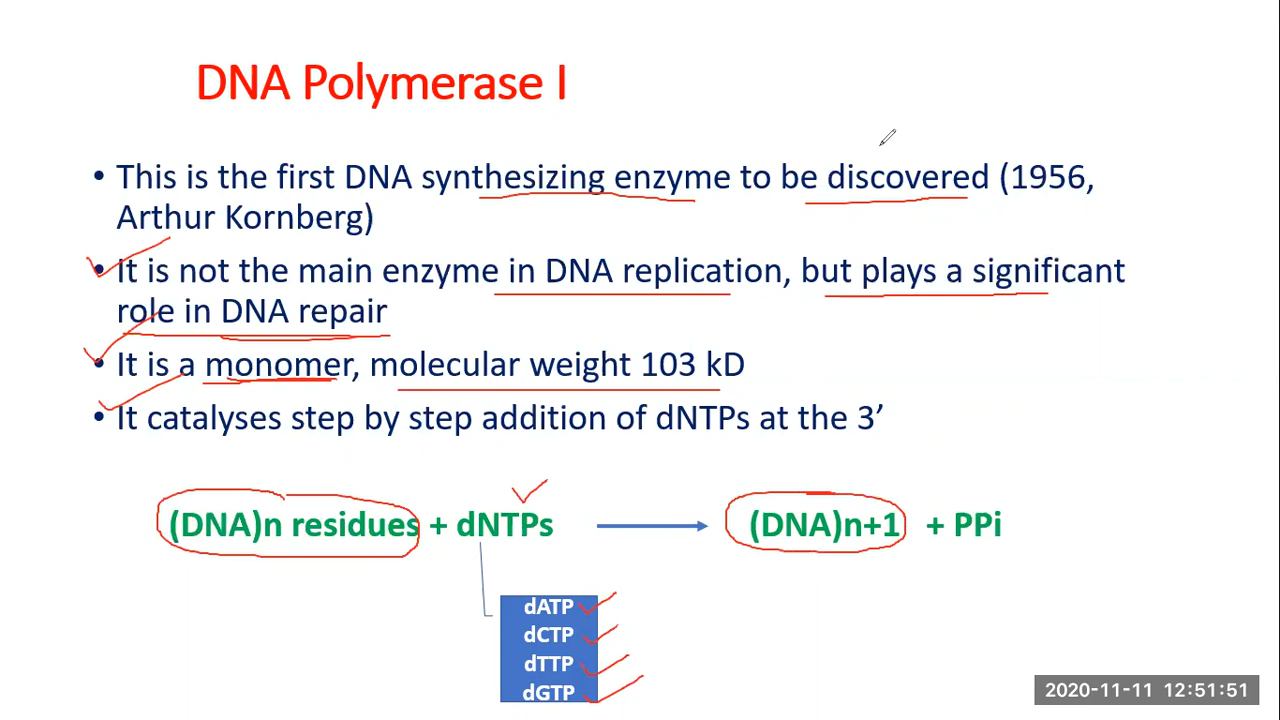 DNA Polymerase I
• This is the first DNA synthesizing enzyme to be discovered (1956,
Arthur Kornberg)
• It is not the main enzyme in DNA replication, but plays a significant
role in DNA repair
• It is a monomer, molecular weight 103 kD
• It catalyses step by step addition of dNTPs at the 3’
(DNA)n residues + dNTPs (DNA)n+1 + PPi
dATP
dCTP
dTTP
dGTP
2020-11-11 12:51:51